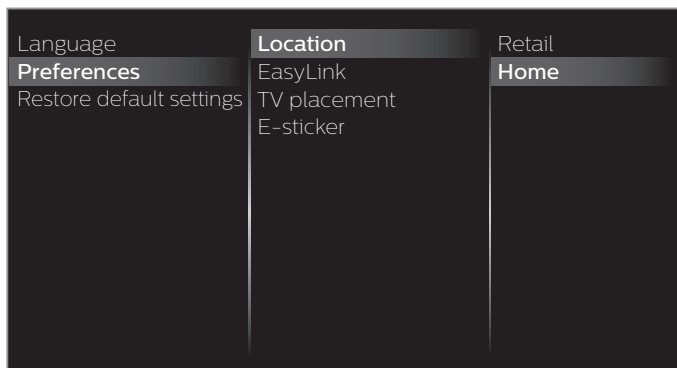 Language
Preferences
Restore default settings
Location
EasyLink
TV placement
E-sticker
Retail
Home